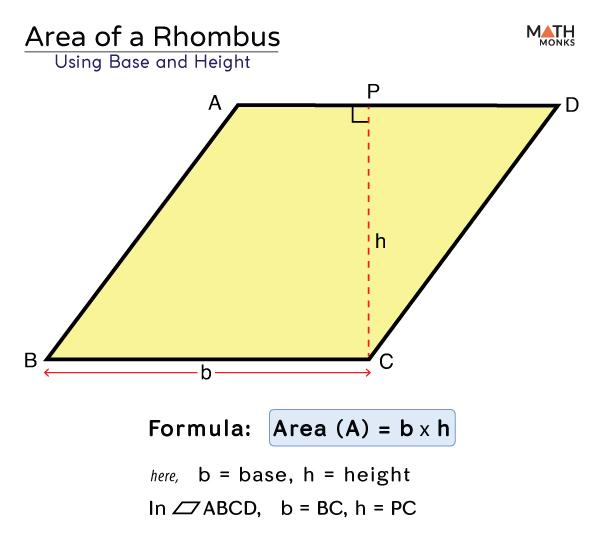 Area of a Rhombus
Using Base and Height
MATH
MONKS
A
P
D
h
B
C
b
Formula: Area (A) = b x h
here, b = base, h = height
In ▱ ABCD, b = BC, h = PC